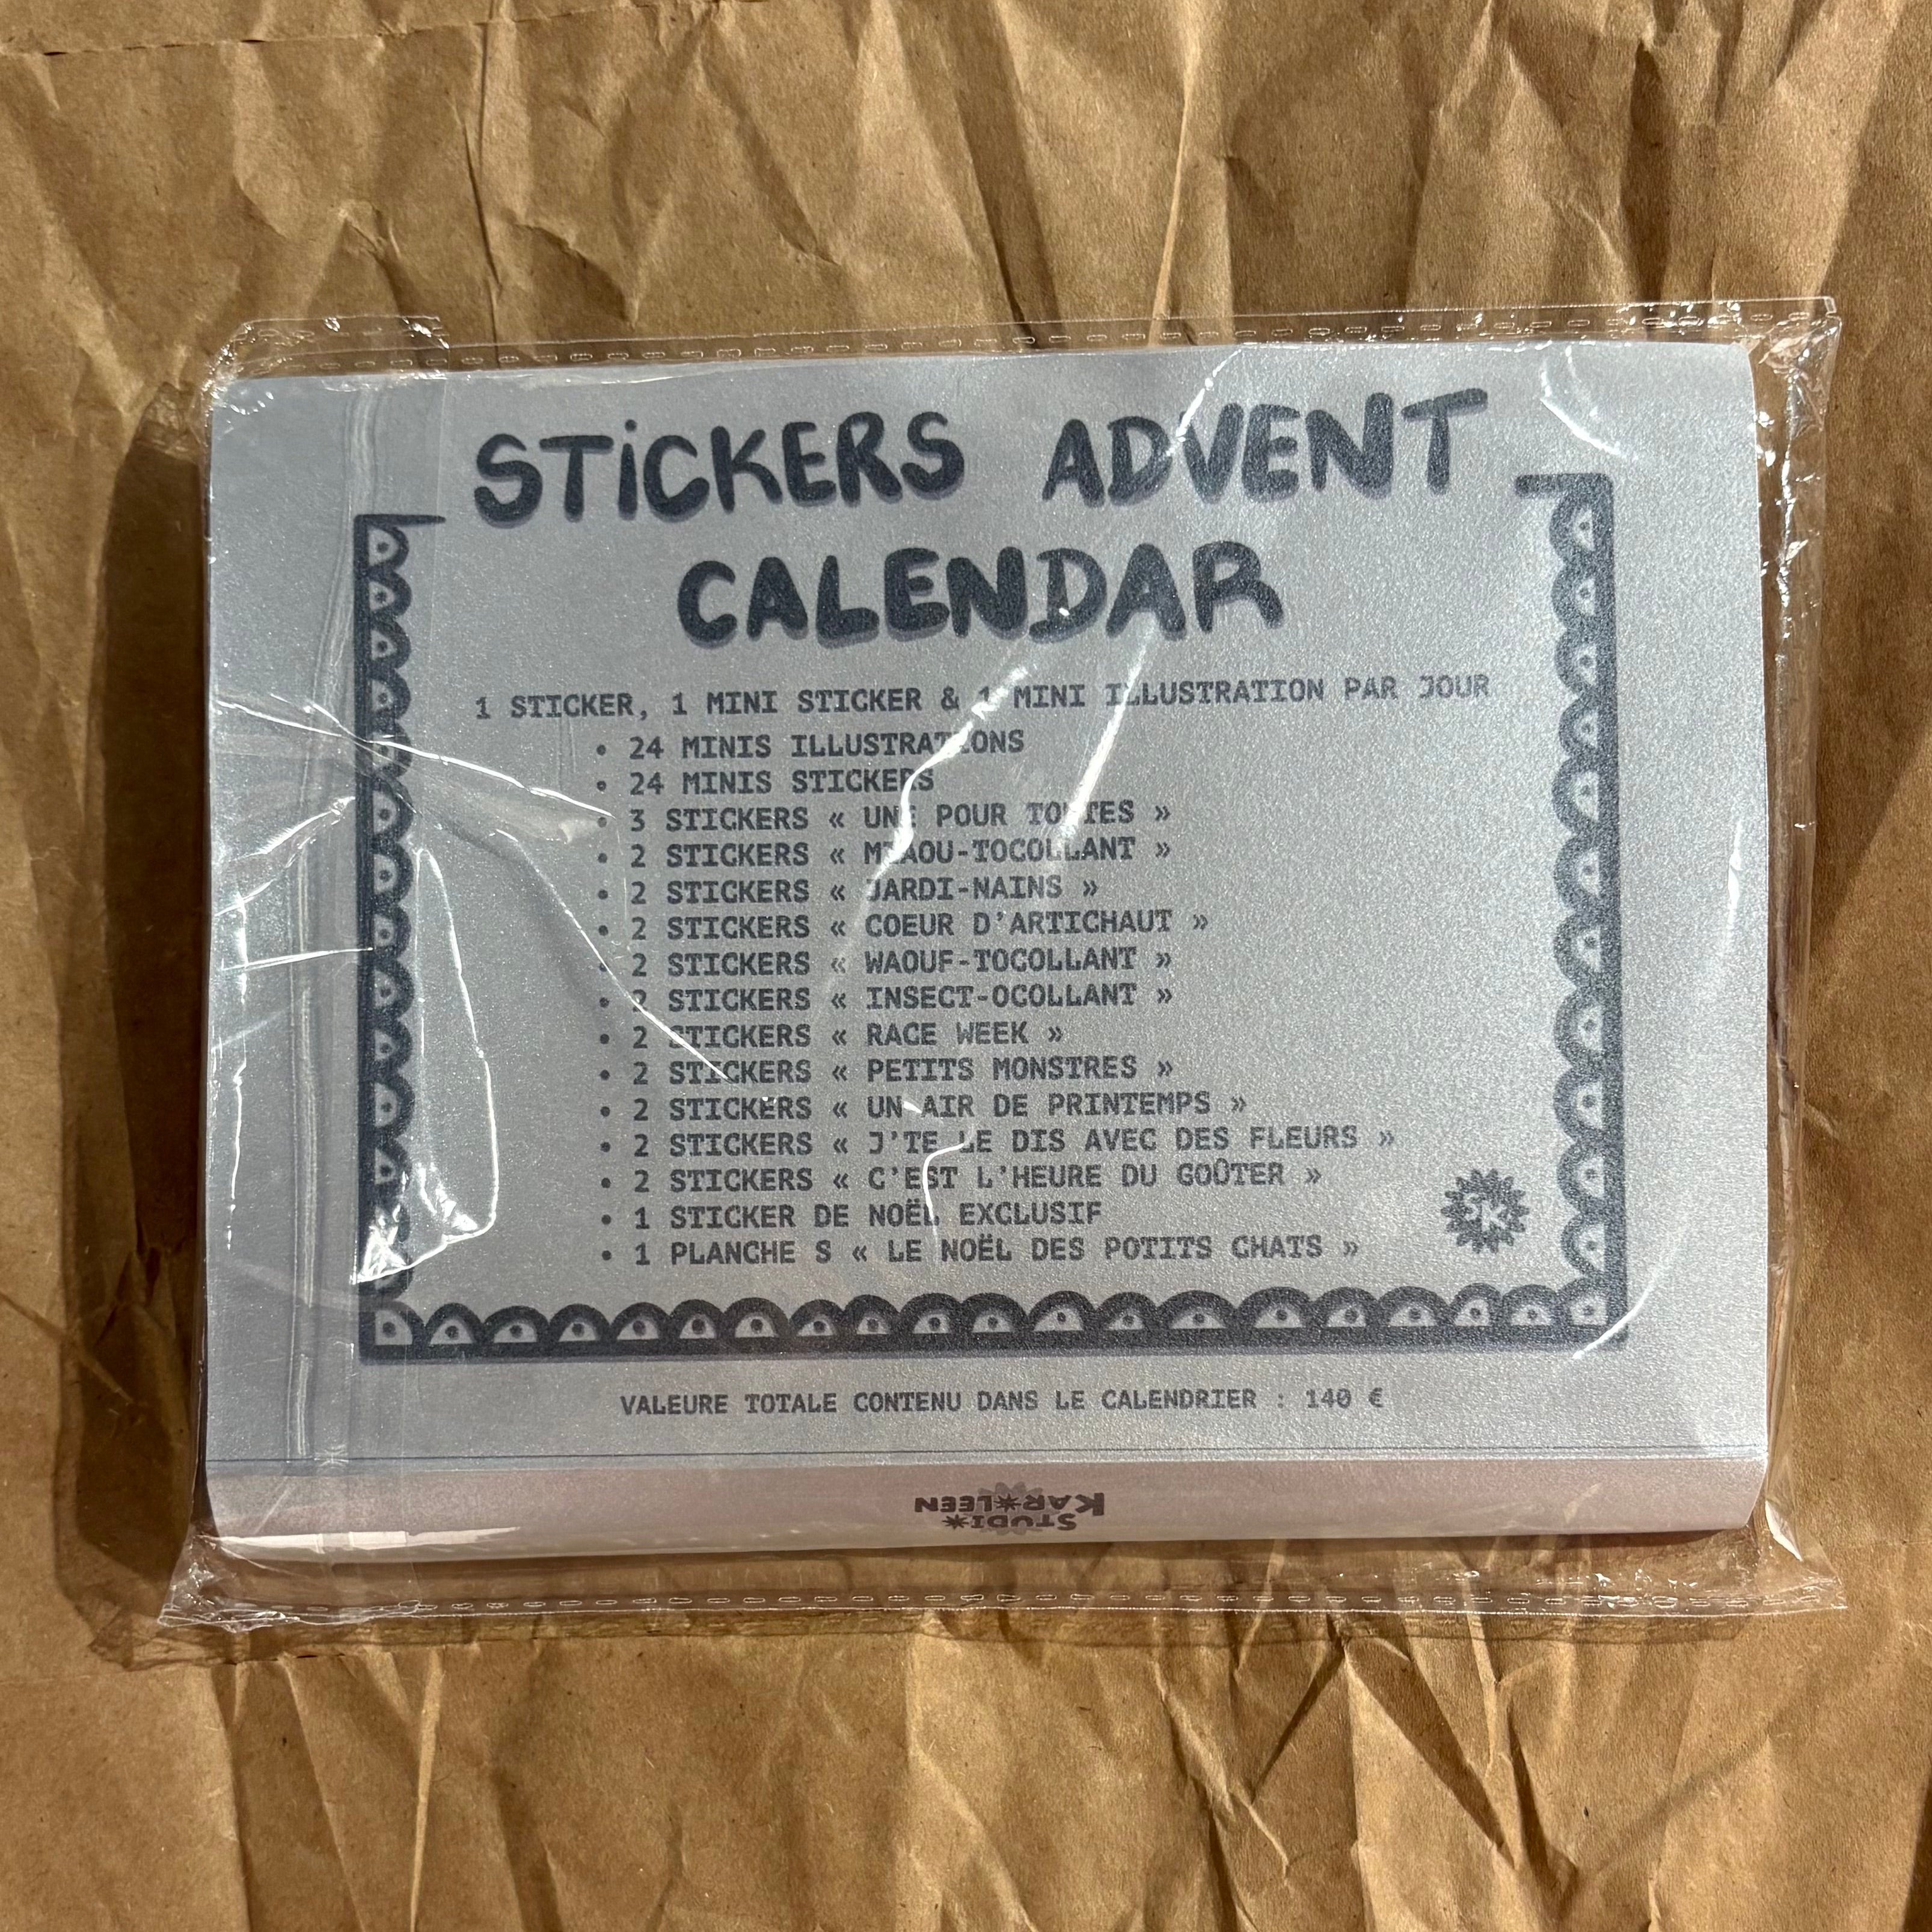 STiCKERS ADVENT
CALENDAR
1 STICKER, 1 MINI STICKER & 1 MINI ILLUSTRATION PAR JOUR
• 24 MINIS ILLUSTRATIONS
• 24 MINIS STICKERS
• 3 STICKERS « UNE POUR TOUTES »
• 2 STICKERS « MIAOU-TOCOLLANT »
• 2 STICKERS « JARDI-NAINS »
• 2 STICKERS « COEUR D'ARTICHAUT »
• 2 STICKERS « WAOUF-TOCOLLANT »
• 2 STICKERS « INSECT-OCOLLANT »
• 2 STICKERS « RACE WEEK »
• 2 STICKERS « PETITS MONSTRES »
• 2 STICKERS « UN AIR DE PRINTEMPS »
• 2 STICKERS « J'TE LE DIS AVEC DES FLEURS »
• 2 STICKERS « C'EST L'HEURE DU GOÛTER »
• 1 STICKER DE NOËL EXCLUSIF
• 1 PLANCHE S « LE NOËL DES POTITS CHATS »
SK
VALEURE TOTALE CONTENU DANS LE CALENDRIER : 140 €
STUDIO
KAROLEEN